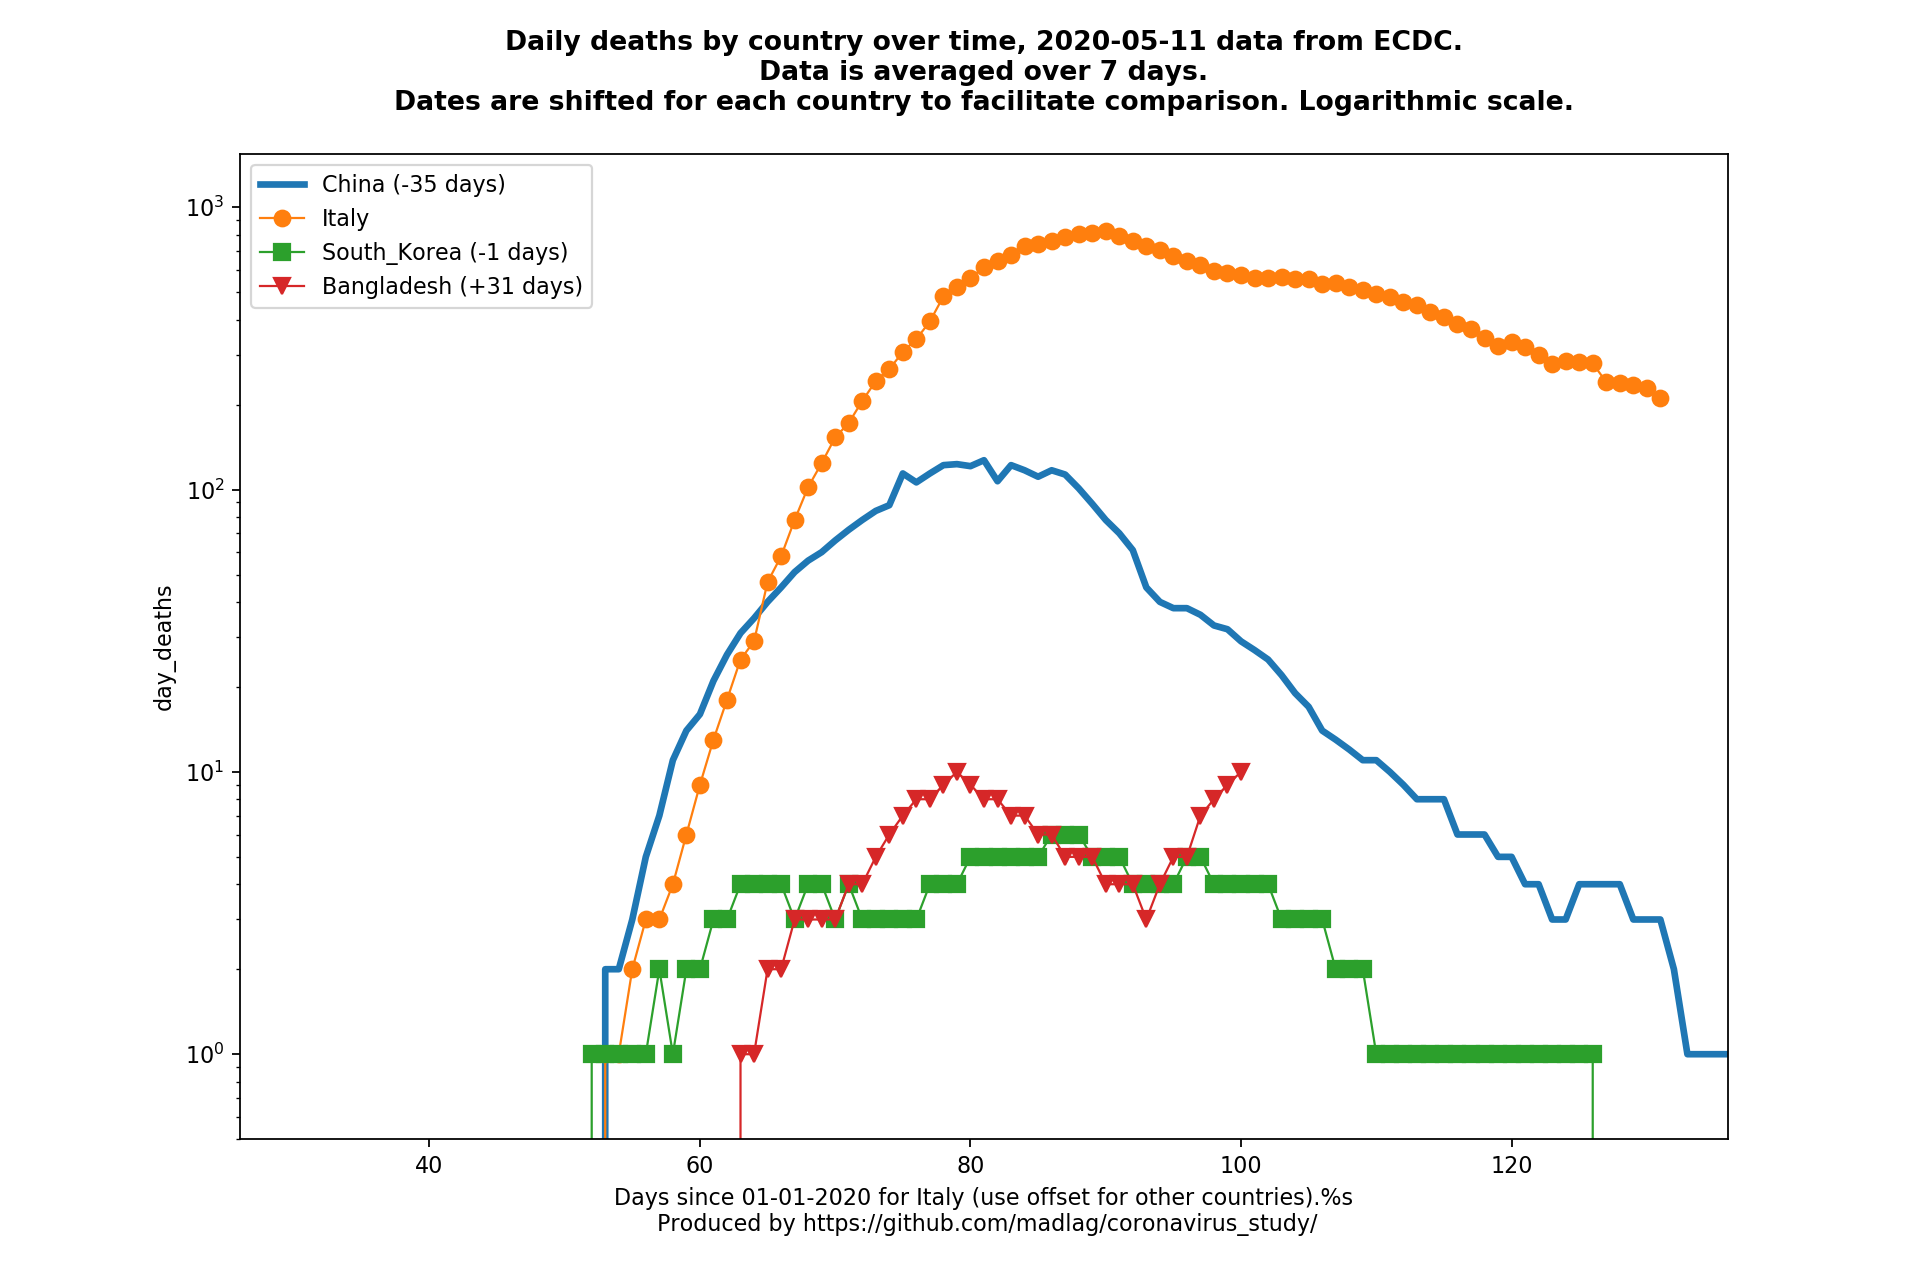 Daily deaths by country over time, 2020-05-11 data from ECDC.
Data is averaged over 7 days.
Dates are shifted for each country to facilitate comparison. Logarithmic scale.
China (-35 days)
Italy
South_Korea (-1 days)
Bangladesh (+31 days)
10³
10²
10¹
10⁰
day_deaths
40 60 80 100 120
Days since 01-01-2020 for Italy (use offset for other countries).%s
Produced by https://github.com/madlag/coronavirus_study/